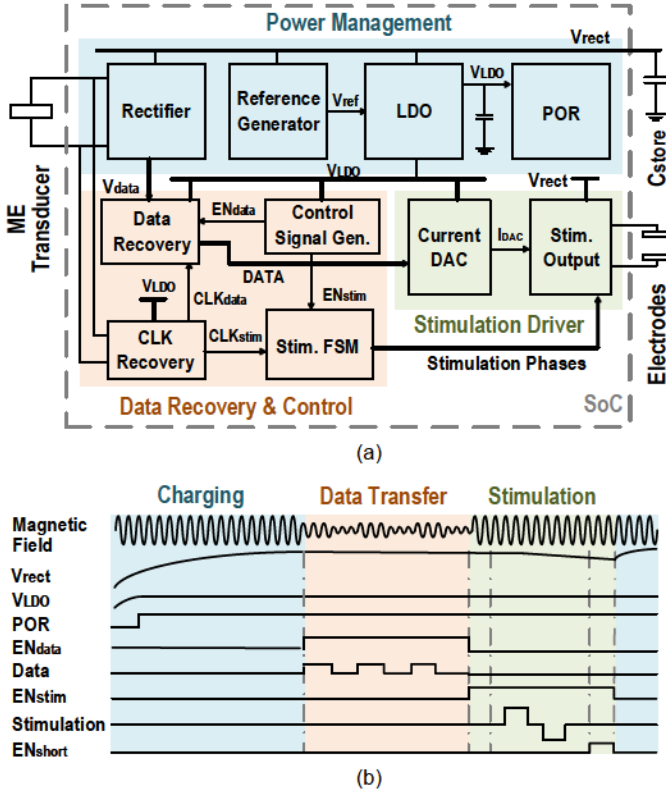 Power Management
Vrect
Rectifier
Reference
Generator
Vref
LDO
VLDO
POR
Cstore
ME
Transducer
Vdata
VLDO
Vrect
Data
Recovery
ENdata
Control
Signal Gen.
Current
DAC
IDAC
Stim.
Output
DATA
VLDO
CLKdata
ENstim
CLK
Recovery
CLKstim
Stim. FSM
Stimulation Driver
Stimulation Phases
Electrodes
Data Recovery & Control
SoC
(a)
Charging
Data Transfer
Stimulation
Magnetic
Field
Vrect
VLDO
POR
ENdata
Data
ENstim
Stimulation
ENshort
(b)